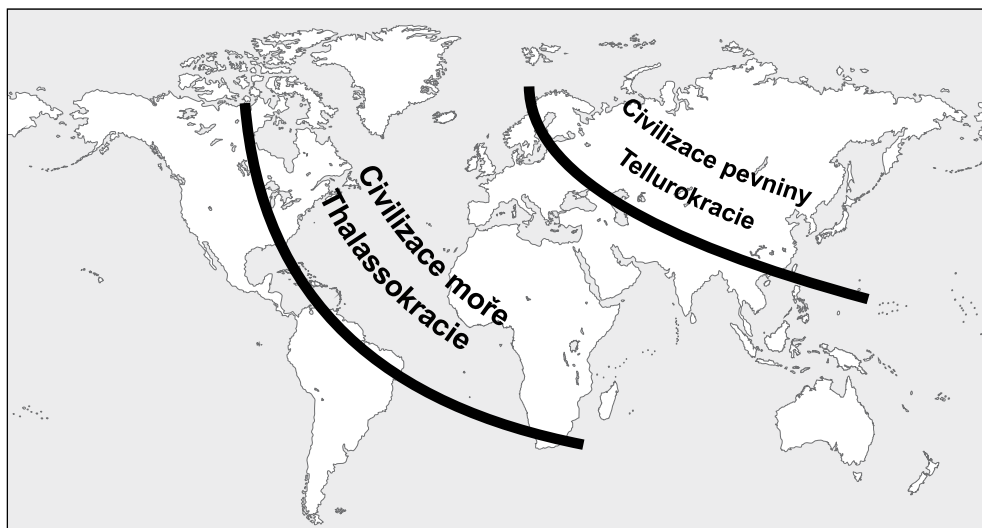 Civilizace pevniny
Tellurokracie
Civilizace moře
Thalassokracie